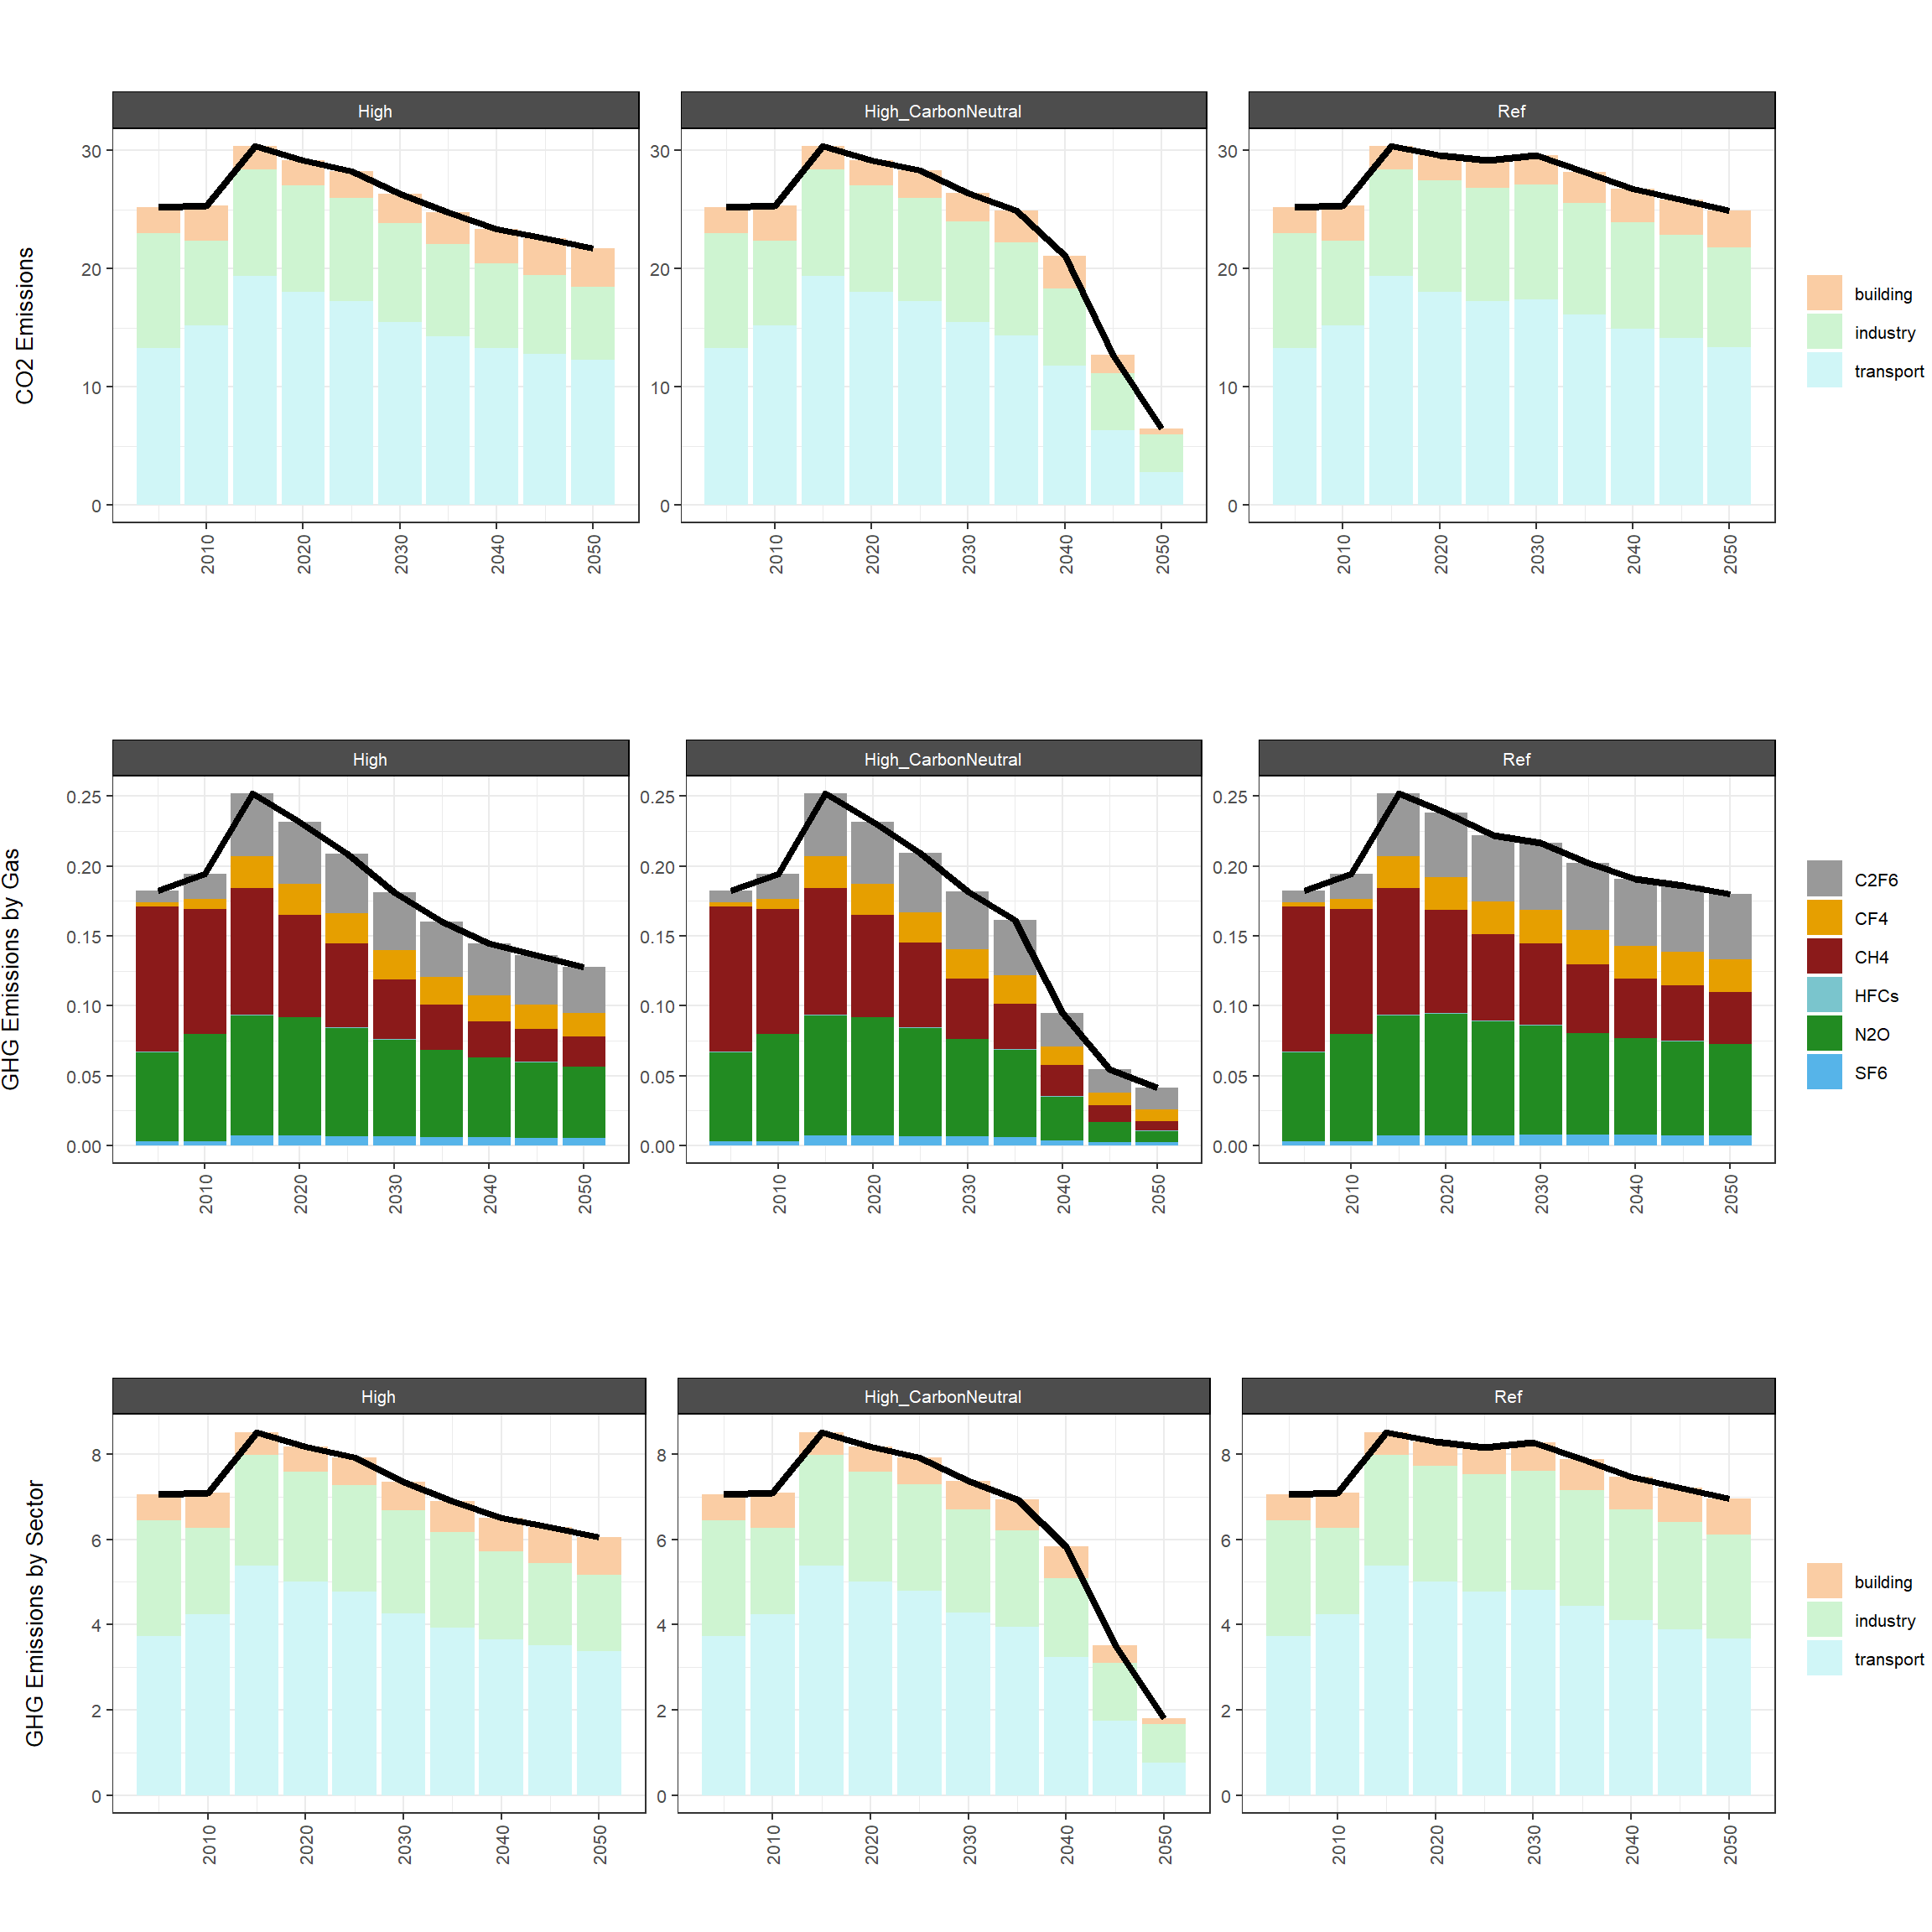 High High_CarbonNeutral Ref
CO2 Emissions
30 30 30
20 20 20
10 10 10
0 0 0
building
industry
transport
2010 2020 2030 2040 2050 2010 2020 2030 2040 2050 2010 2020 2030 2040 2050
High High_CarbonNeutral Ref
GHG Emissions by Gas
0.25 0.25 0.25
0.20 0.20 0.20
0.15 0.15 0.15
0.10 0.10 0.10
0.05 0.05 0.05
0.00 0.00 0.00
C2F6
CF4
CH4
HFCs
N2O
SF6
2010 2020 2030 2040 2050 2010 2020 2030 2040 2050 2010 2020 2030 2040 2050
High High_CarbonNeutral Ref
GHG Emissions by Sector
8 8 8
6 6 6
4 4 4
2 2 2
0 0 0
building
industry
transport
2010 2020 2030 2040 2050 2010 2020 2030 2040 2050 2010 2020 2030 2040 2050